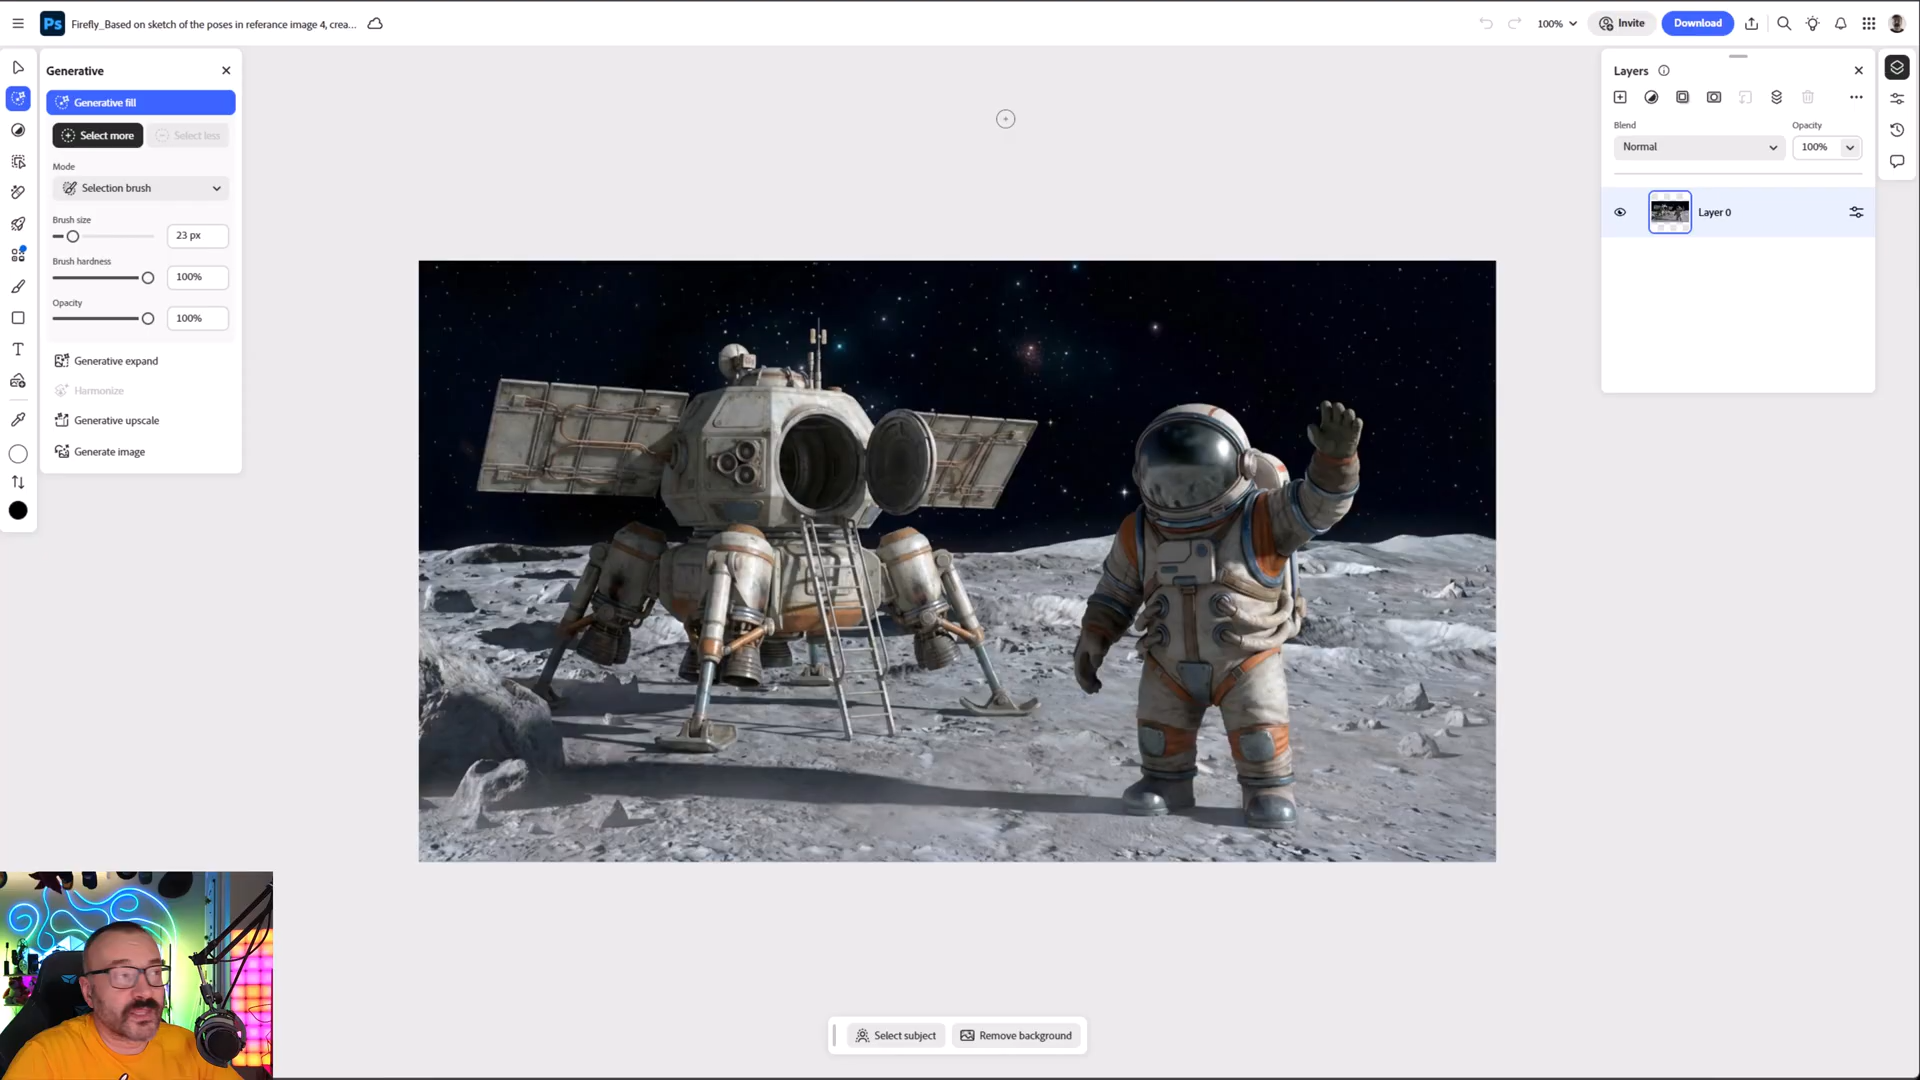 Ps Firefly_Based on sketch of the poses in referance image 4, crea...
100% Invite Download
Generative
Generative fill
Select more Select less
Mode
Selection brush
Brush size
23 px
Brush hardness
100%
Opacity
100%
Generative expand
Harmonize
Generative upscale
Generate image
Layers
Blend Opacity
Normal 100%
Layer 0
Select subject Remove background